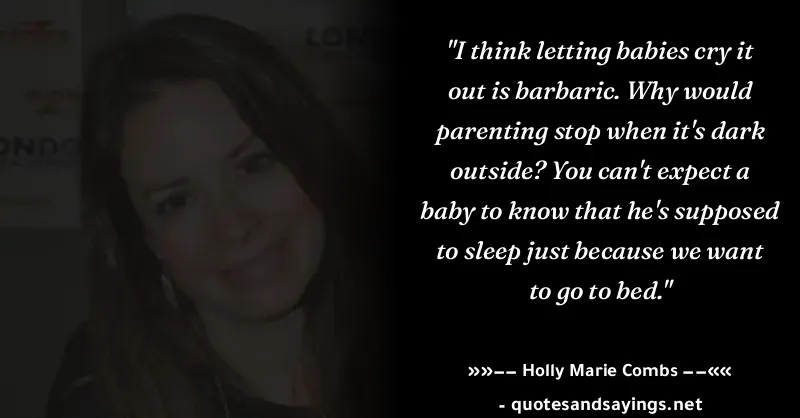 LONDO
ONDO
"I think letting babies cry it
out is barbaric. Why would
parenting stop when it's dark
outside? You can't expect a
baby to know that he's supposed
to sleep just because we want
to go to bed."
»»−− Holly Marie Combs −−««
- quotesandsayings.net